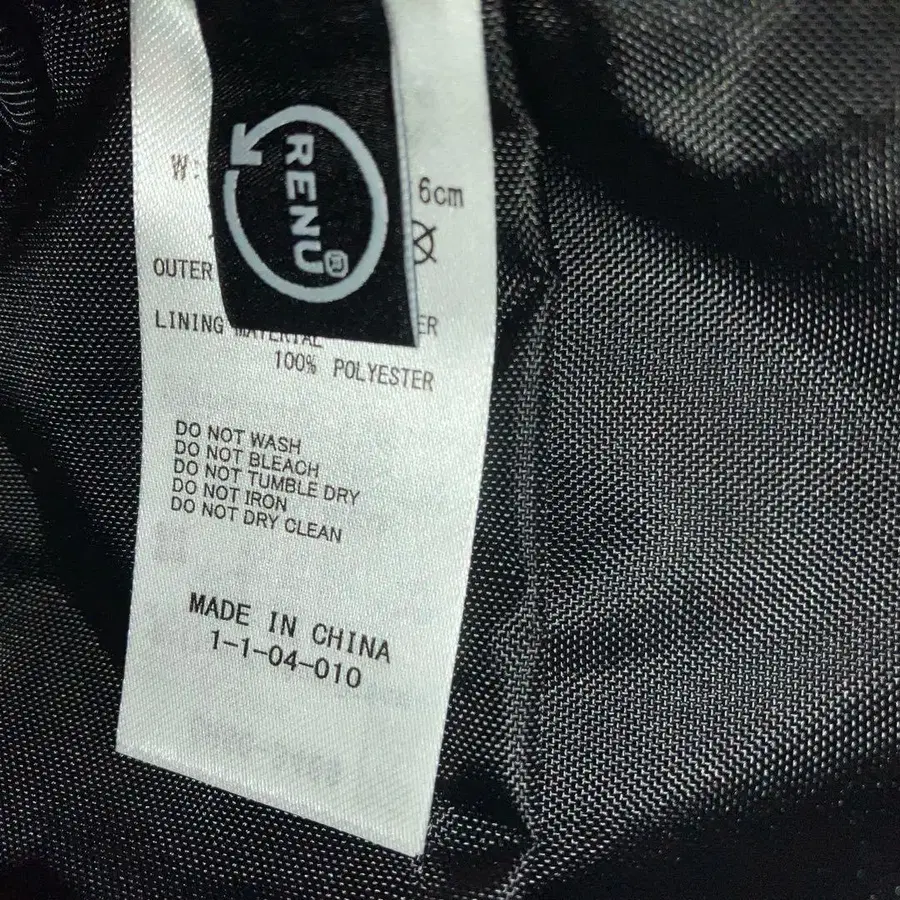 RENU®
W: 6cm
OUTER
LINING MATERIAL ER
100% POLYESTER
DO NOT WASH
DO NOT BLEACH
DO NOT TUMBLE DRY
DO NOT IRON
DO NOT DRY CLEAN
MADE IN CHINA
1-1-04-010